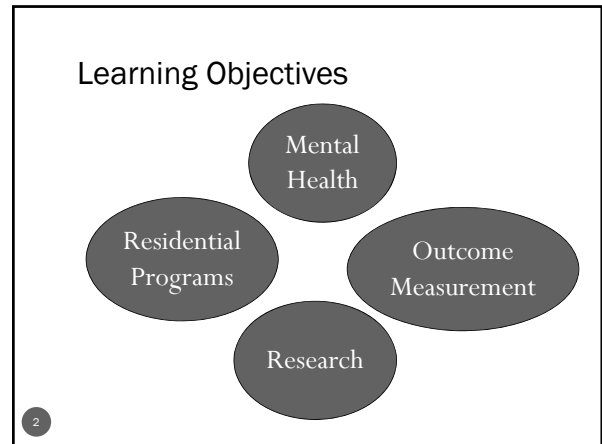 Learning Objectives
Mental
Health
Residential
Programs
Outcome
Measurement
Research
2